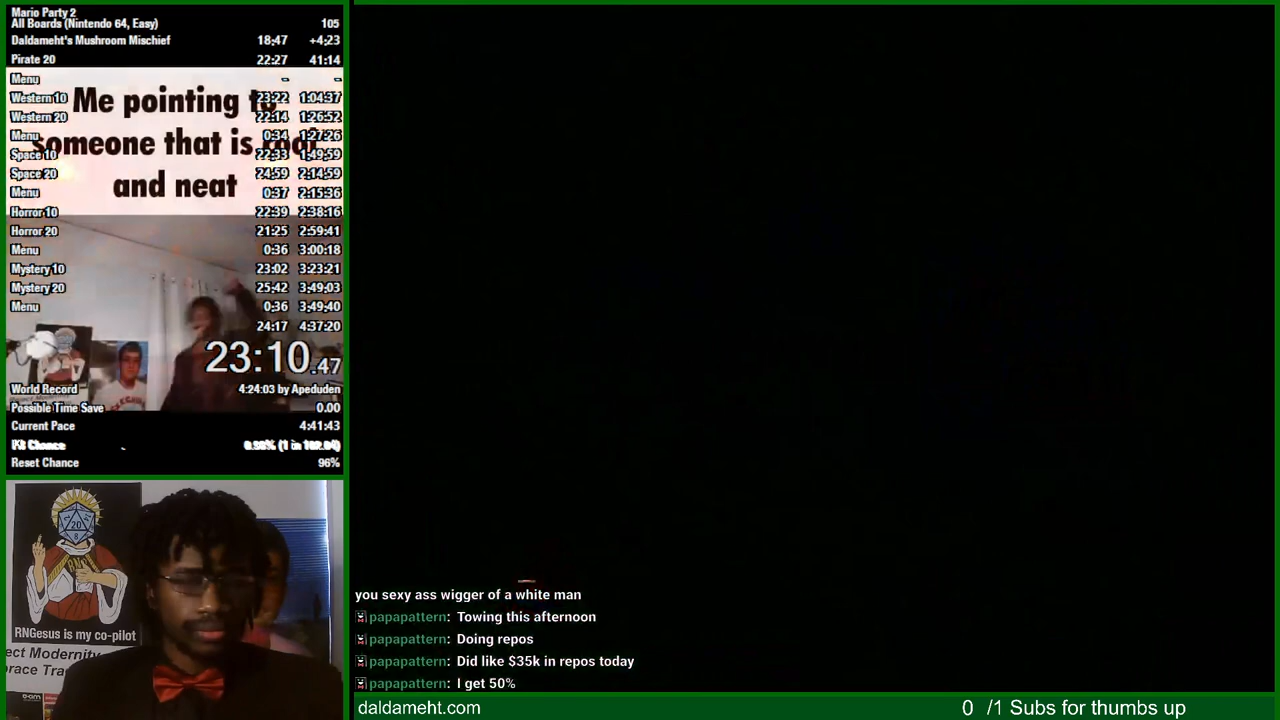 Mario Party 2
All Boards (Nintendo 64, Easy) 105
Daldameht's Mushroom Mischief 18:47 +4:23
Pirate 20 22:27 41:14
Menu - -
Western 10 23:22 1:04:37
Western 20 22:14 1:26:52
Menu 0:34 1:27:26
Space 10 22:33 1:49:59
Space 20 24:59 2:14:59
Menu 0:37 2:15:36
Horror 10 22:39 2:38:16
Horror 20 21:25 2:59:41
Menu 0:36 3:00:18
Mystery 10 23:02 3:23:21
Mystery 20 25:42 3:49:03
Menu 0:36 3:49:40
24:17 4:37:20
Me pointing to
someone that is cool
and neat
23:10.47
World Record 4:24:03 by Apeduden
Possible Time Save 0.00
Current Pace 4:41:43
Chance
Reset Chance 96%
20
8
RNGesus is my co-pilot
ect Modernity
brace Tra
you sexy ass wigger of a white man
papapattern: Towing this afternoon
papapattern: Doing repos
papapattern: Did like $35k in repos today
papapattern: I get 50%
daldameht.com
0 /1 Subs for thumbs up